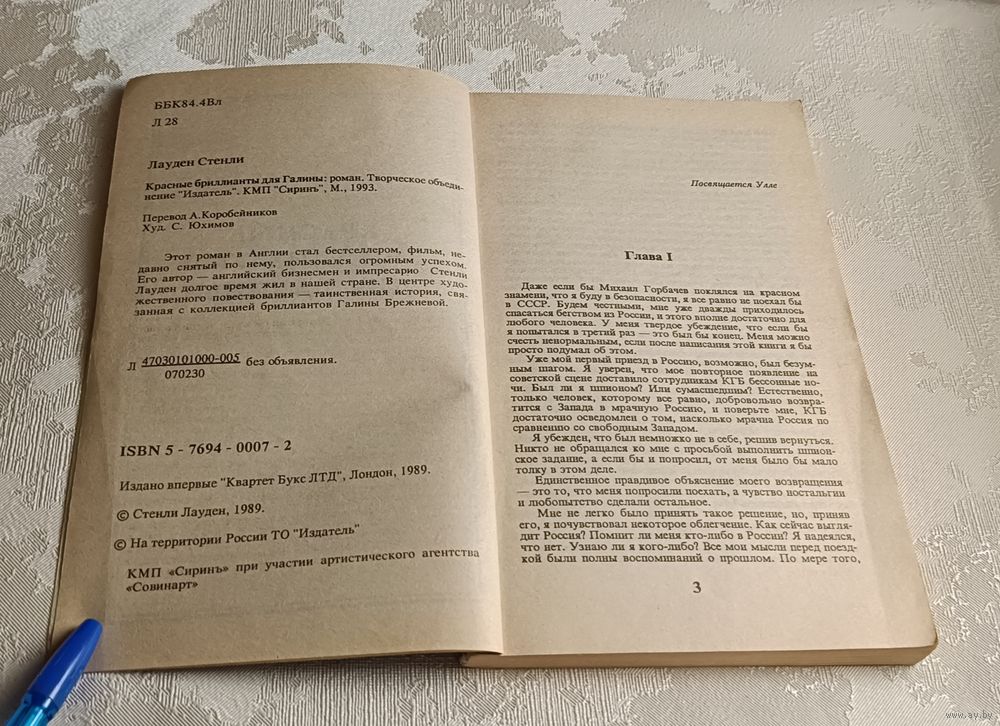 ББК84.4Вл
Л 28
Лауден Стенли
Красные бриллианты для Галины: роман. Творческое объеди-
нение "Издатель". КМП "Сиринъ", М., 1993.
Перевод А.Коробейников
Худ. С. Юхимов
Этот роман в Англии стал бестселлером, фильм, не-
давно снятый по нему, пользовался огромным успехом.
Его автор — английский бизнесмен и импресарио Стенли
Лауден долгое время жил в нашей стране. В центре худо-
жественного повествования — таинственная история, свя-
занная с коллекцией бриллиантов Галины Брежневой.
Л 47030101000-005 без объявления.
070230
ISBN 5 - 7694 - 0007 - 2
Издано впервые "Квартет Букс ЛТД", Лондон, 1989.
© Стенли Лауден, 1989.
© На территории России ТО "Издатель"
КМП «Сиринъ» при участии артистического агентства
«Совинарт»
Посвящается Улле
Глава I
Даже если бы Михаил Горбачев поклялся на красном
знамени, что я буду в безопасности, я все равно не поехал бы
в СССР. Будем честными, мне уже дважды приходилось
спасаться бегством из России, и этого вполне достаточно для
любого человека. У меня твердое убеждение, что если бы
я попытался в третий раз — это был бы конец. Меня можно
счесть ненормальным, если после написания этой книги я бы
просто подумал об этом.
Уже мой первый приезд в Россию, возможно, был безум-
ным шагом. Я уверен, что мое повторное появление на
советской сцене доставило сотрудникам КГБ бессонные но-
чи. Был ли я шпионом? Или сумасшедшим? Естественно,
только человек, которому все равно, добровольно возвра-
тится с Запада в мрачную Россию, и поверьте мне, КГБ
достаточно осведомлен о том, насколько мрачна Россия по
сравнению со свободным Западом.
Я убежден, что был немножко не в себе, решив вернуться.
Никто не обращался ко мне с просьбой выполнить шпион-
ское задание, а если бы и попросил, от меня было бы мало
толку в этом деле.
Единственное правдивое объяснение моего возвращения
— это то, что меня попросили поехать, а чувство ностальгии
и любопытство сделали остальное.
Мне не легко было принять такое решение, но, приняв
его, я почувствовал некоторое облегчение. Как сейчас выгля-
дит Россия? Помнит ли меня кто-либо в России? Я надеялся,
что нет. Узнаю ли я кого-либо? Все мои мысли перед поезд-
кой были полны воспоминаний о прошлом. По мере того,
3
www.ay.by